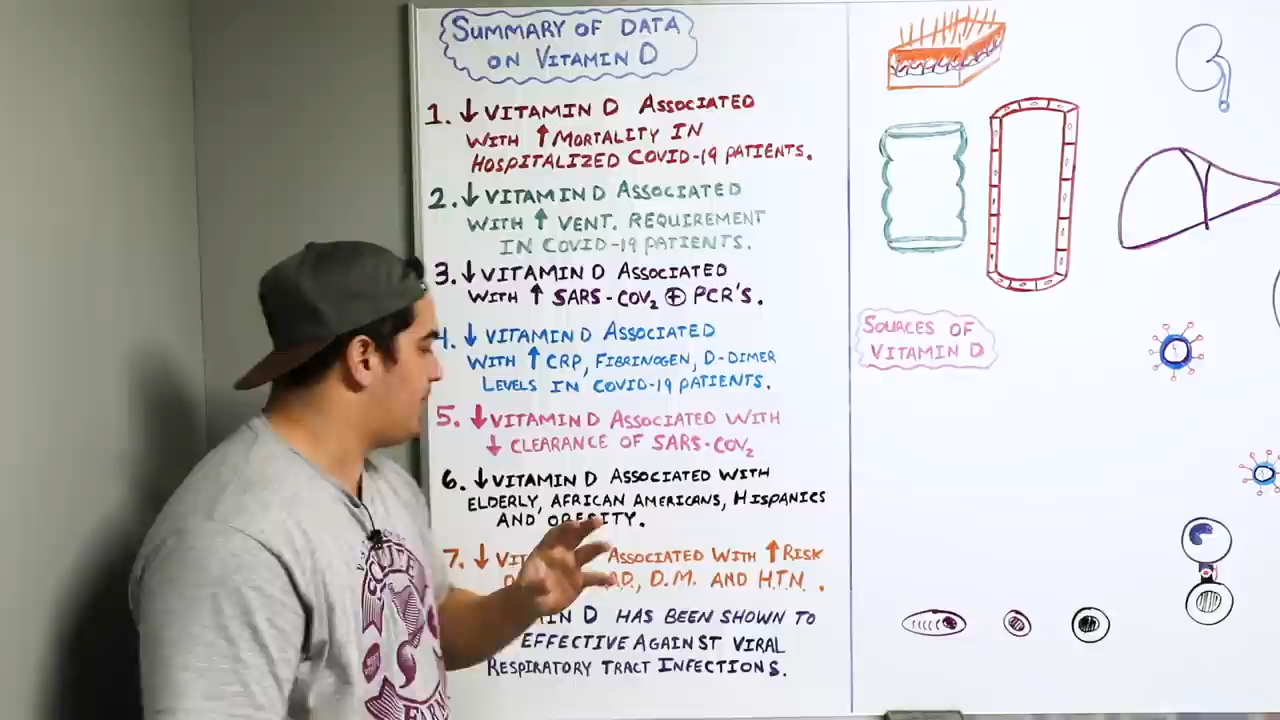 SUMMARY OF DATA
ON VITAMIN D
1. ↓ VITAMIN D ASSOCIATED
WITH ↑ MORTALITY IN
HOSPITALIZED COVID-19 PATIENTS.
2. ↓ VITAMIN D ASSOCIATED
WITH ↑ VENT. REQUIREMENT
IN COVID-19 PATIENTS.
3. ↓ VITAMIN D ASSOCIATED
WITH ↑ SARS-COV₂ ⊕ PCR'S.
4. ↓ VITAMIN D ASSOCIATED
WITH ↑ CRP, FIBRINOGEN, D-DIMER
LEVELS IN COVID-19 PATIENTS.
5. ↓ VITAMIN D ASSOCIATED WITH
↓ CLEARANCE OF SARS-COV₂
6. ↓ VITAMIN D ASSOCIATED WITH
ELDERLY, AFRICAN AMERICANS, HISPANICS
AND OBESITY.
7. ↓ ASSOCIATED WITH ↑ RISK
D.M. AND H.T.N.
D HAS BEEN SHOWN TO
EFFECTIVE AGAINST VIRAL
RESPIRATORY TRACT INFECTIONS.
SOURCES OF
VITAMIN D